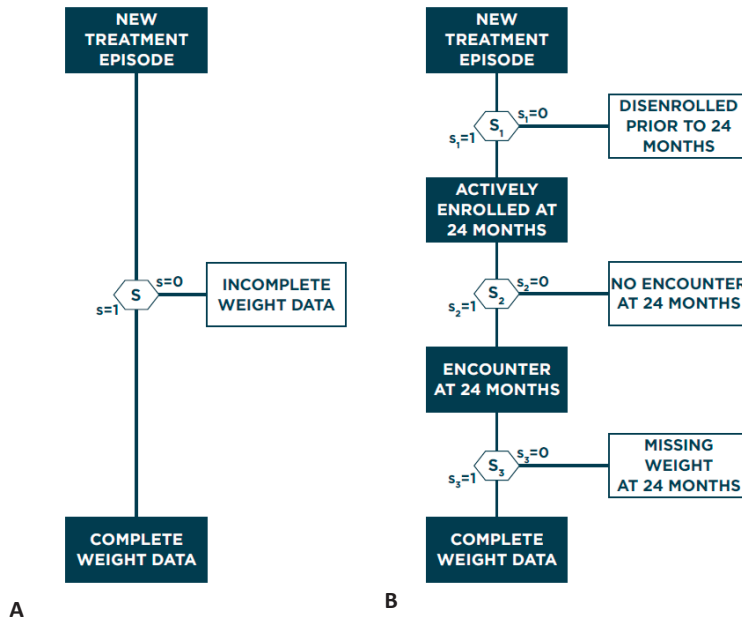 NEW
TREATMENT
EPISODE
s=0
S
s=1
INCOMPLETE
WEIGHT DATA
COMPLETE
WEIGHT DATA
A
NEW
TREATMENT
EPISODE
s₁=0
S₁
s₁=1
DISENROLLED
PRIOR TO 24
MONTHS
ACTIVELY
ENROLLED AT
24 MONTHS
s₂=0
S₂
s₂=1
NO ENCOUNTER
AT 24 MONTHS
ENCOUNTER
AT 24 MONTHS
s₃=0
S₃
s₃=1
MISSING
WEIGHT
AT 24 MONTHS
COMPLETE
WEIGHT DATA
B